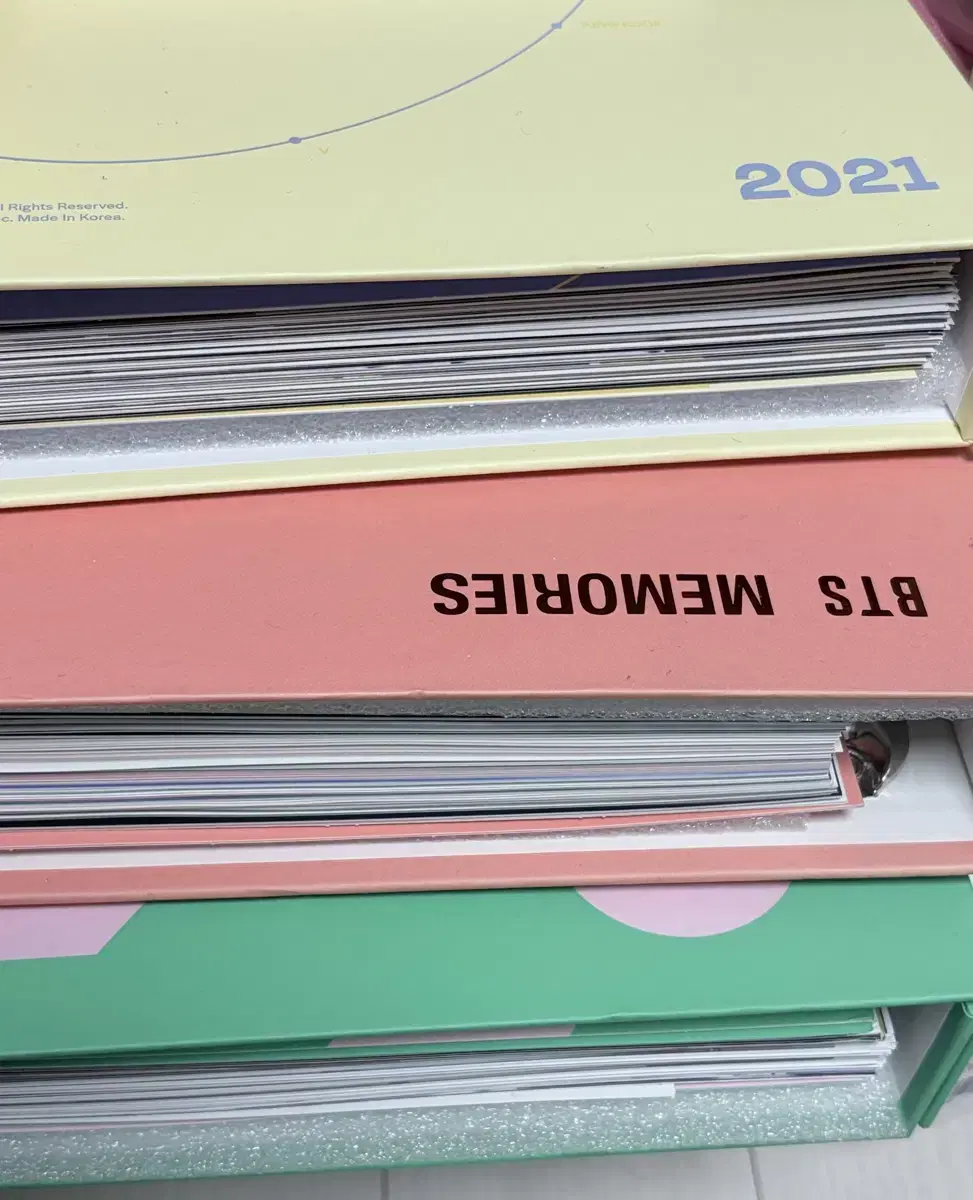 2021
l Rights Reserved.
c. Made In Korea.
BTS MEMORIES